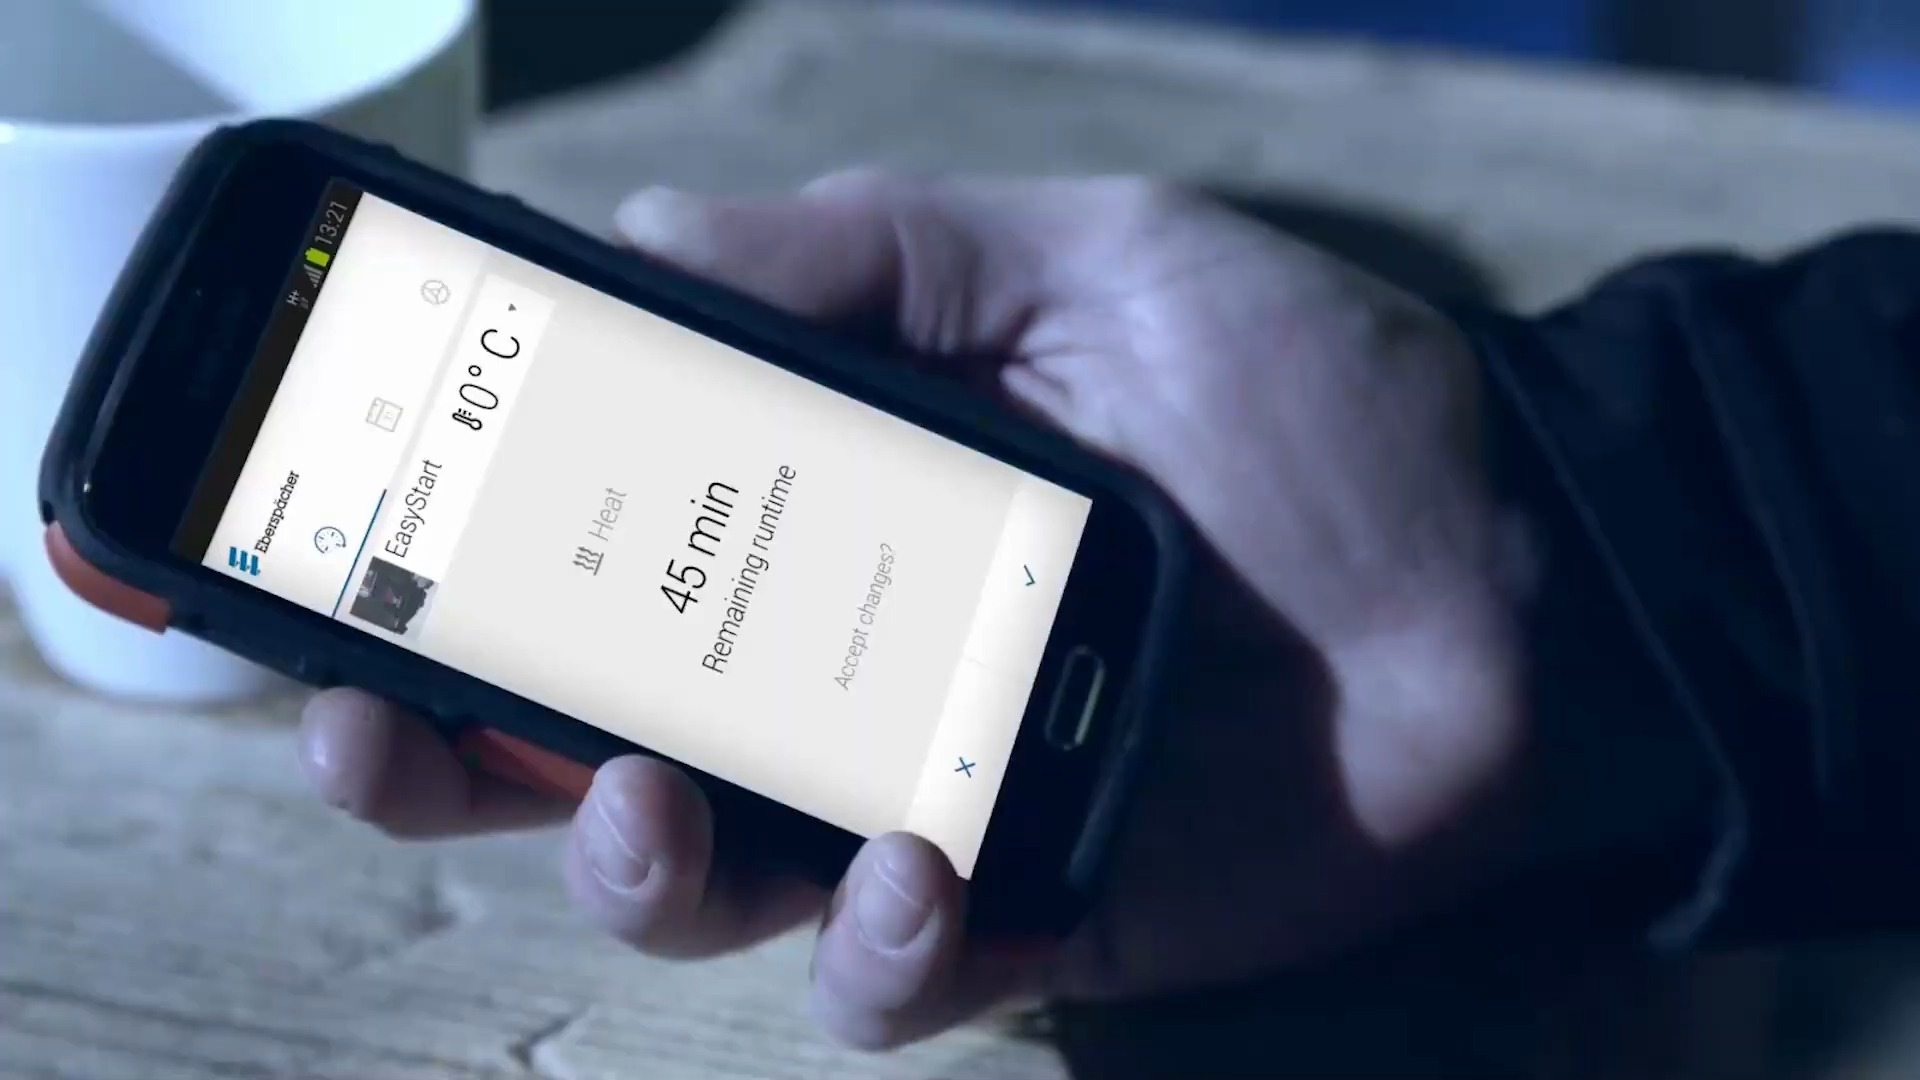 H+ 13:21
Eberspächer
EasyStart 0° C
Heat
45 min
Remaining runtime
Accept changes?